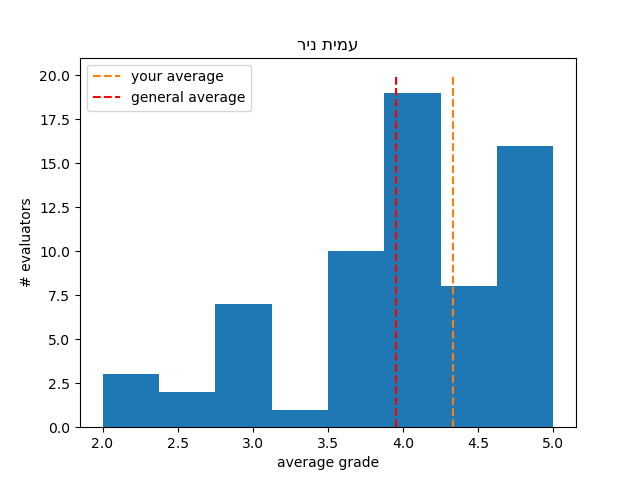 עמית ניר
your average
general average
# evaluators
20.0
17.5
15.0
12.5
10.0
7.5
5.0
2.5
0.0
2.0 2.5 3.0 3.5 4.0 4.5 5.0
average grade